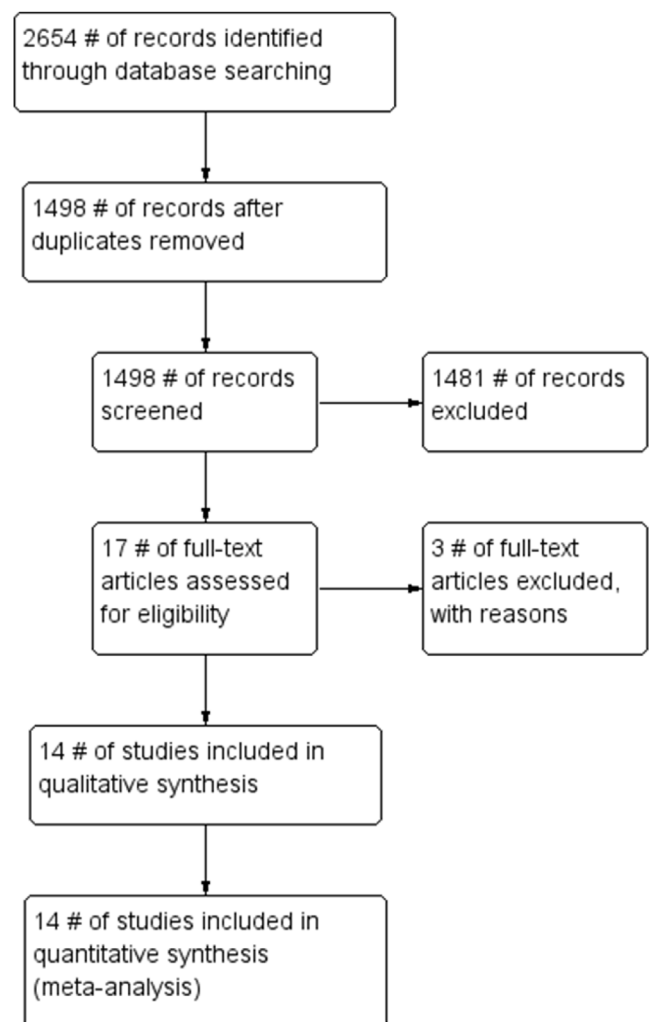 2654 # of records identified
through database searching
1498 # of records after
duplicates removed
1498 # of records
screened
1481 # of records
excluded
17 # of full-text
articles assessed
for eligibility
3 # of full-text
articles excluded,
with reasons
14 # of studies included in
qualitative synthesis
14 # of studies included in
quantitative synthesis
(meta-analysis)